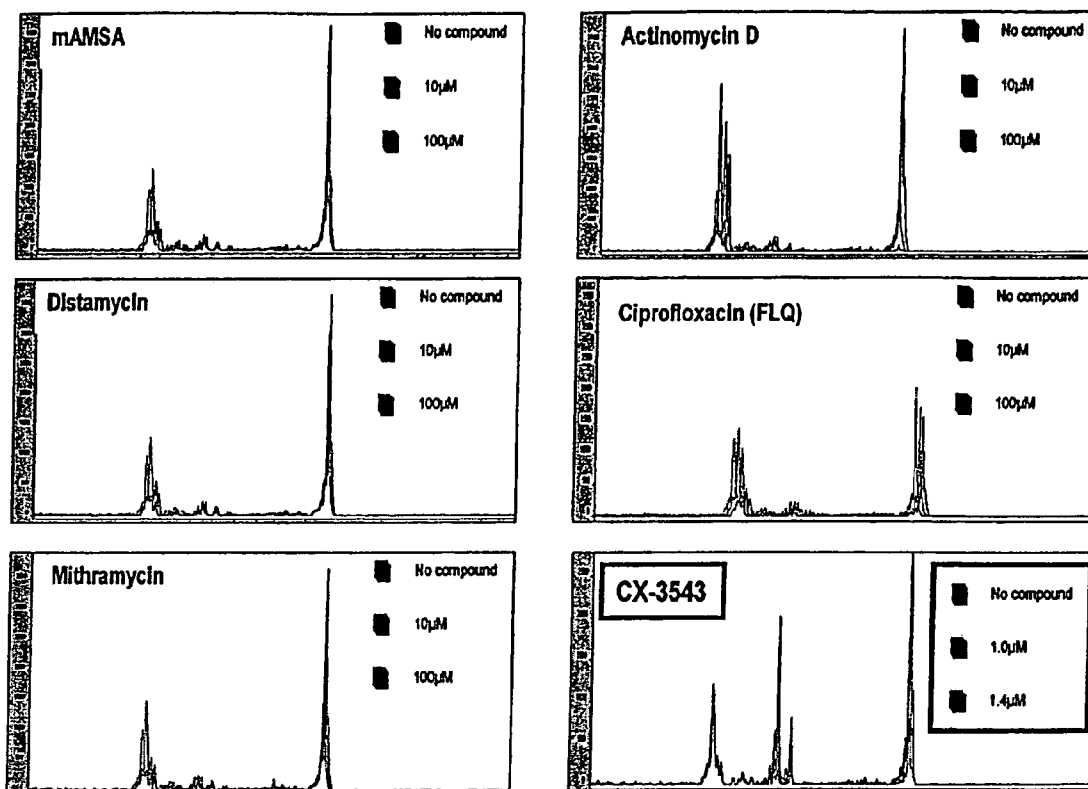 mAMSA
No compound
10µM
100µM
Actinomycin D
No compound
10µM
100µM
Distamycin
No compound
10µM
100µM
Ciprofloxacin (FLQ)
No compound
10µM
100µM
Mithramycin
No compound
10µM
100µM
CX-3543
No compound
1.0µM
1.4µM